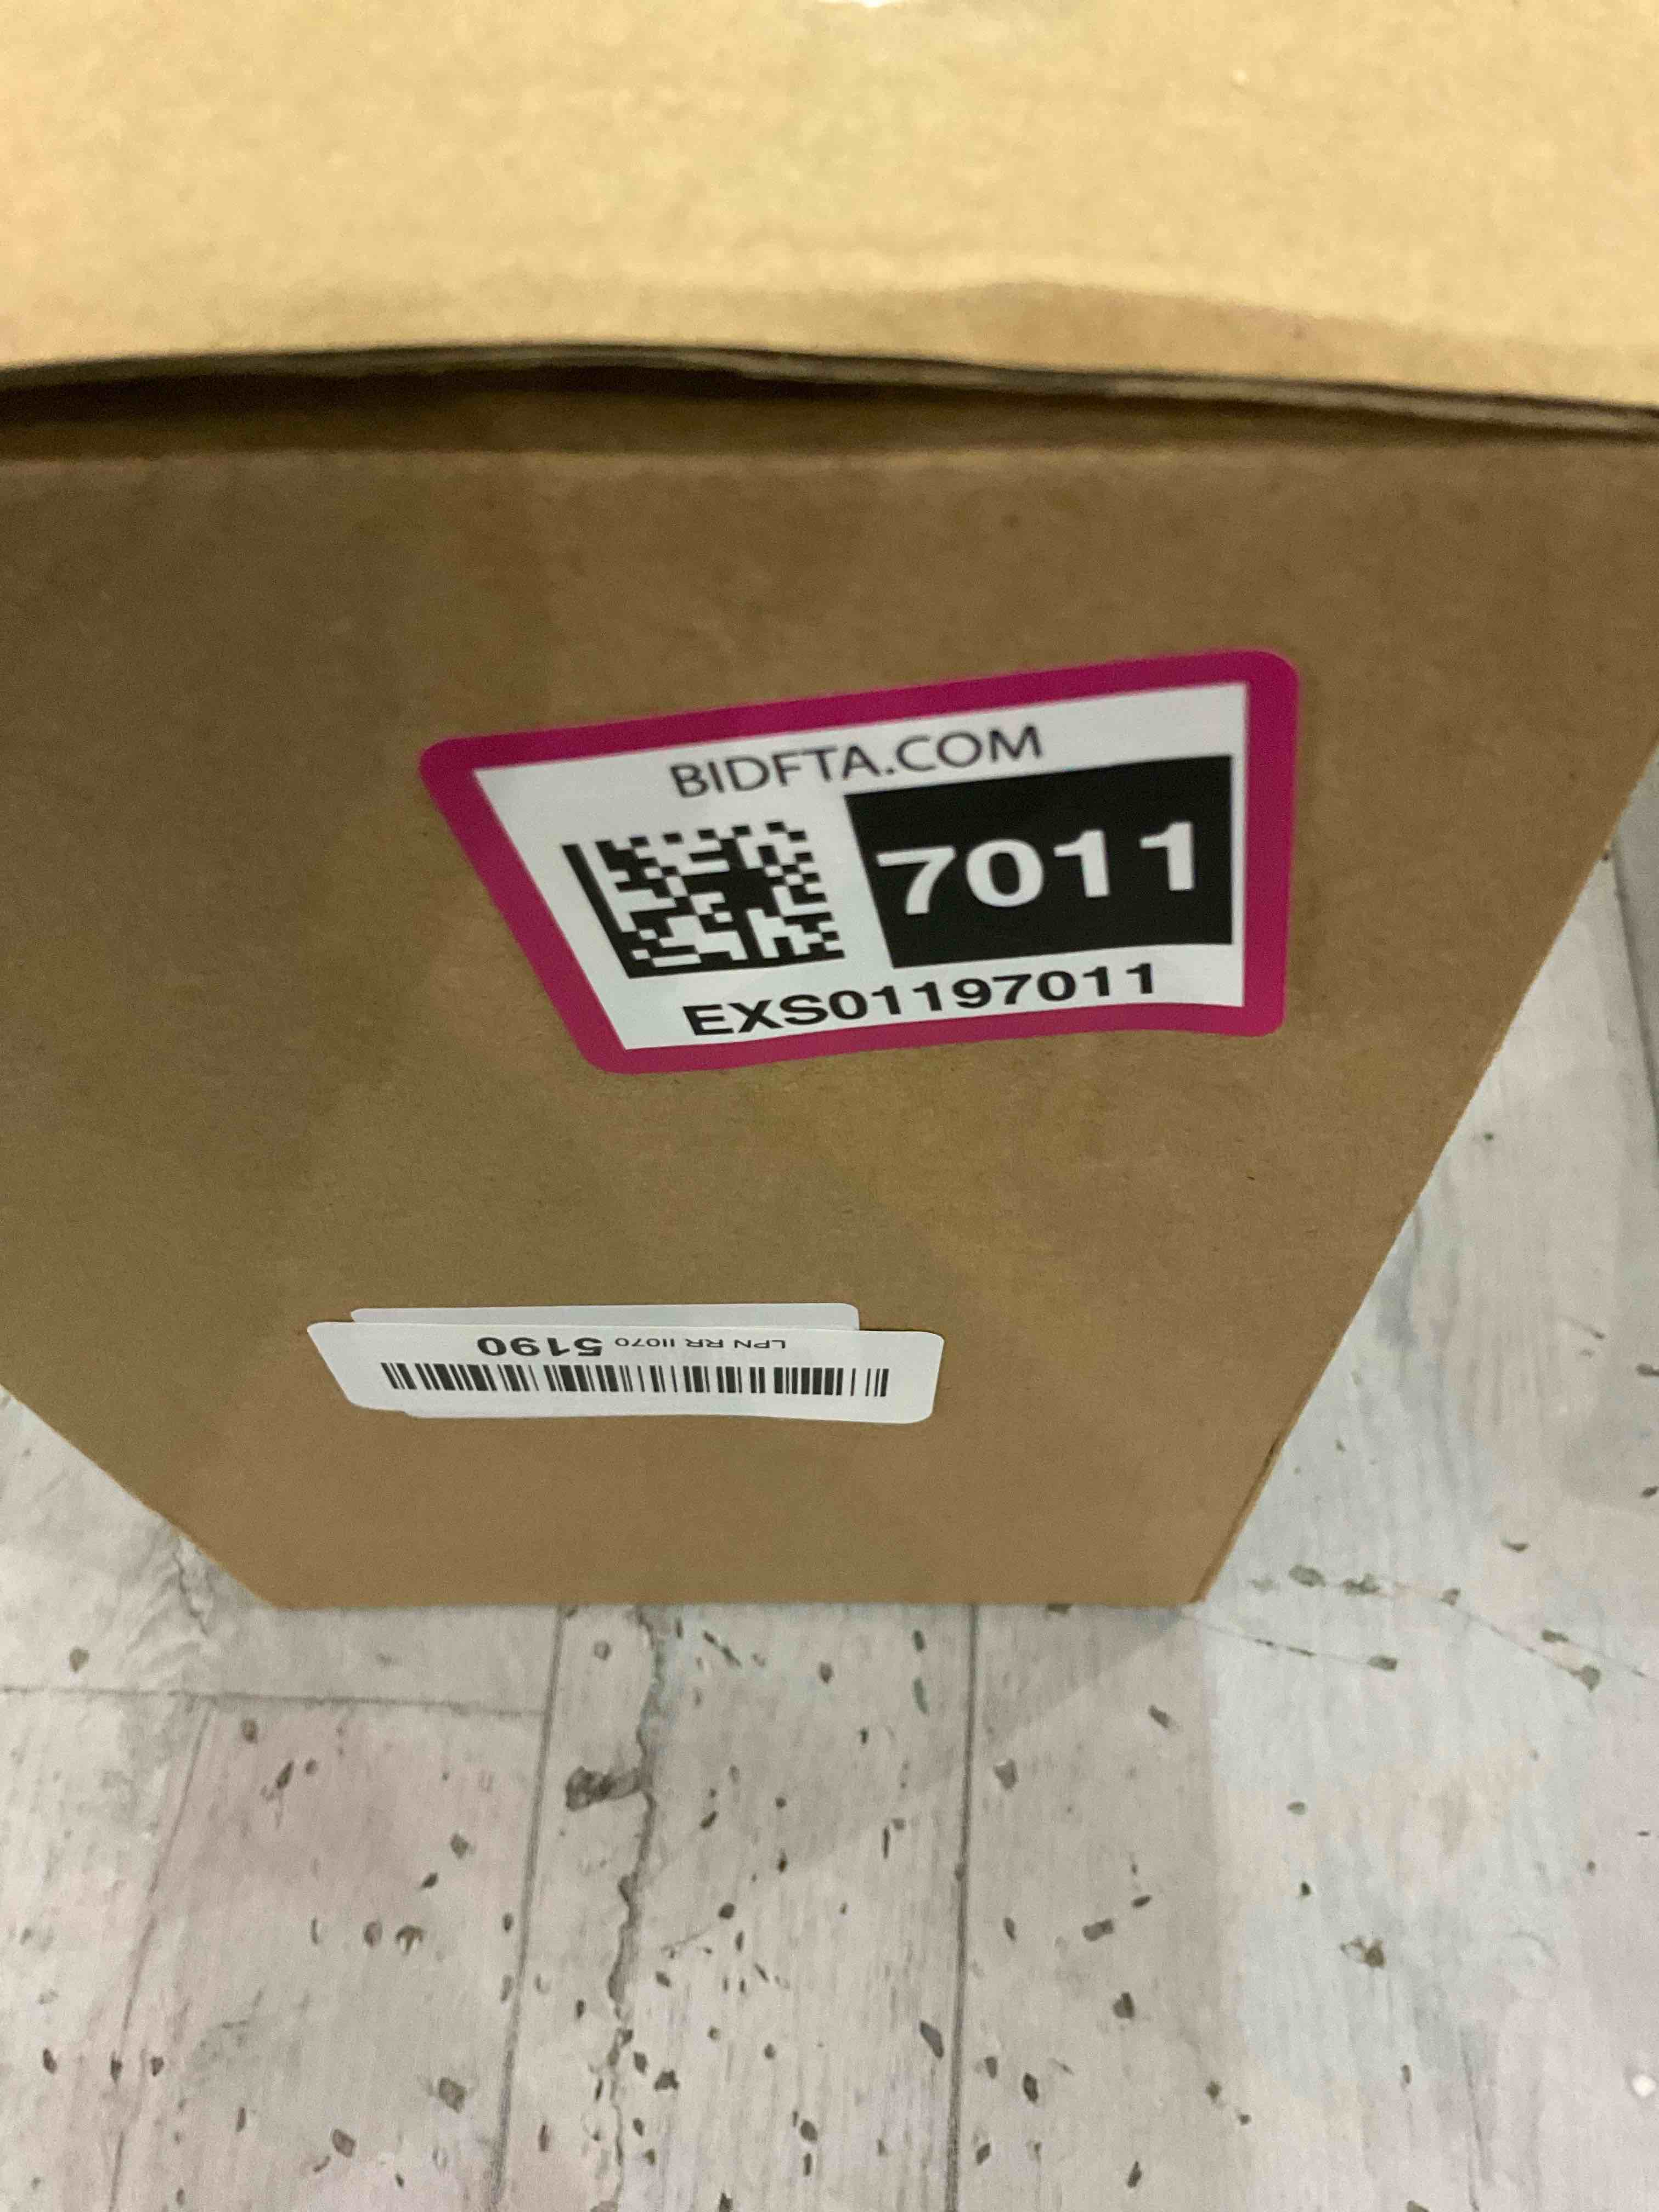 BIDFTA.COM
7011
EXS01197011
LPN RR 11070 5190